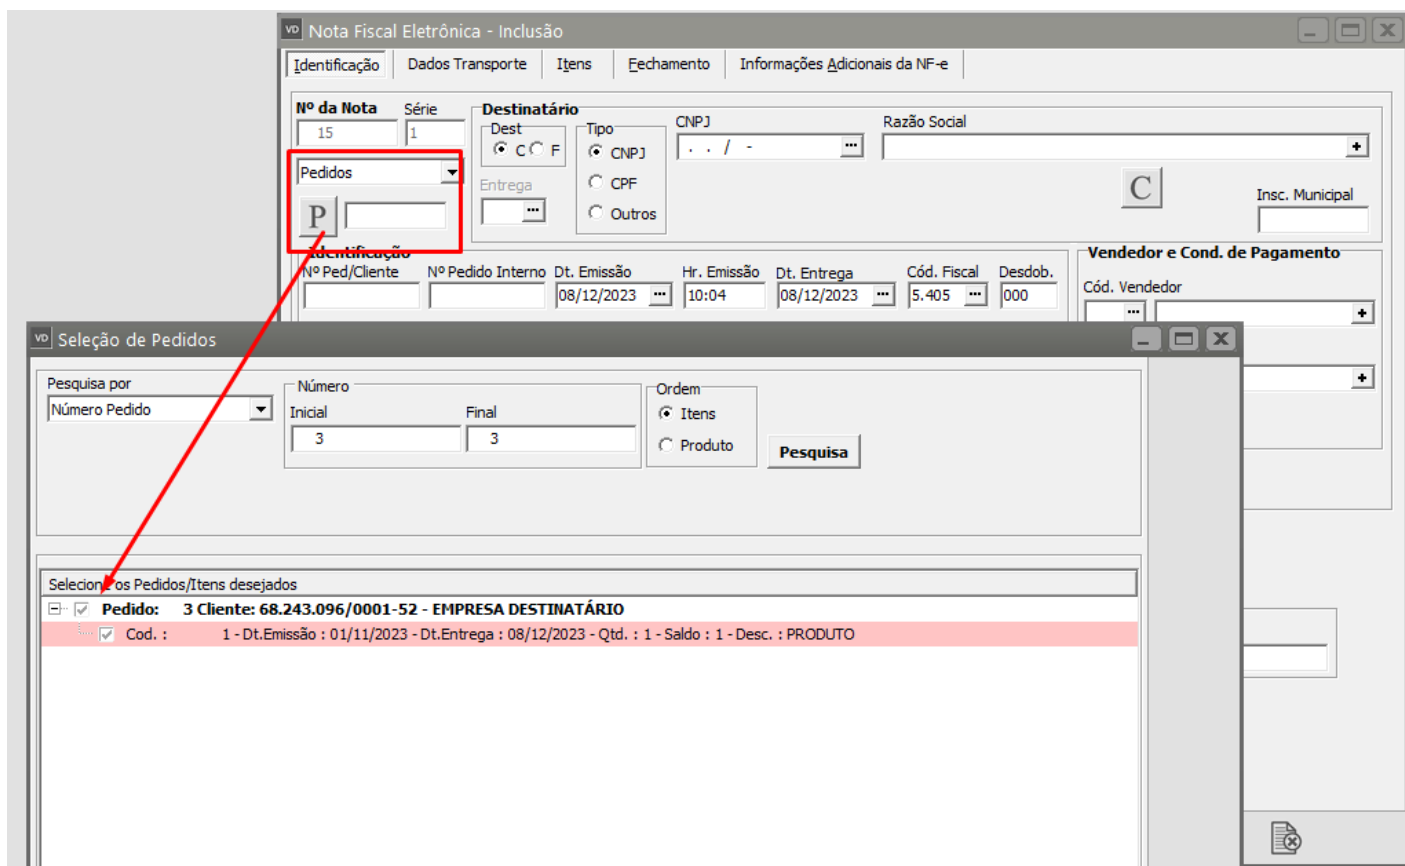 VD Nota Fiscal Eletrônica - Inclusão
Identificação Dados Transporte Itens Fechamento Informações Adicionais da NF-e
Nº da Nota Série Destinatário
15 1 Dest Tipo CNPJ Razão Social
C F CNPJ . . / - ... +
Pedidos Entrega CPF C Insc. Municipal
P ... Outros
Identificação Vendedor e Cond. de Pagamento
Nº Ped/Cliente Nº Pedido Interno Dt. Emissão Hr. Emissão Dt. Entrega Cód. Fiscal Desdob. Cód. Vendedor
08/12/2023 ... 10:04 08/12/2023 ... 5.405 ... 000 ... +
VD Seleção de Pedidos
+
Pesquisa por Número Ordem
Número Pedido Inicial Final Itens
3 3 Produto Pesquisa
Selecione os Pedidos/Itens desejados
Pedido: 3 Cliente: 68.243.096/0001-52 - EMPRESA DESTINATÁRIO
Cod. : 1 - Dt.Emissão : 01/11/2023 - Dt.Entrega : 08/12/2023 - Qtd. : 1 - Saldo : 1 - Desc. : PRODUTO